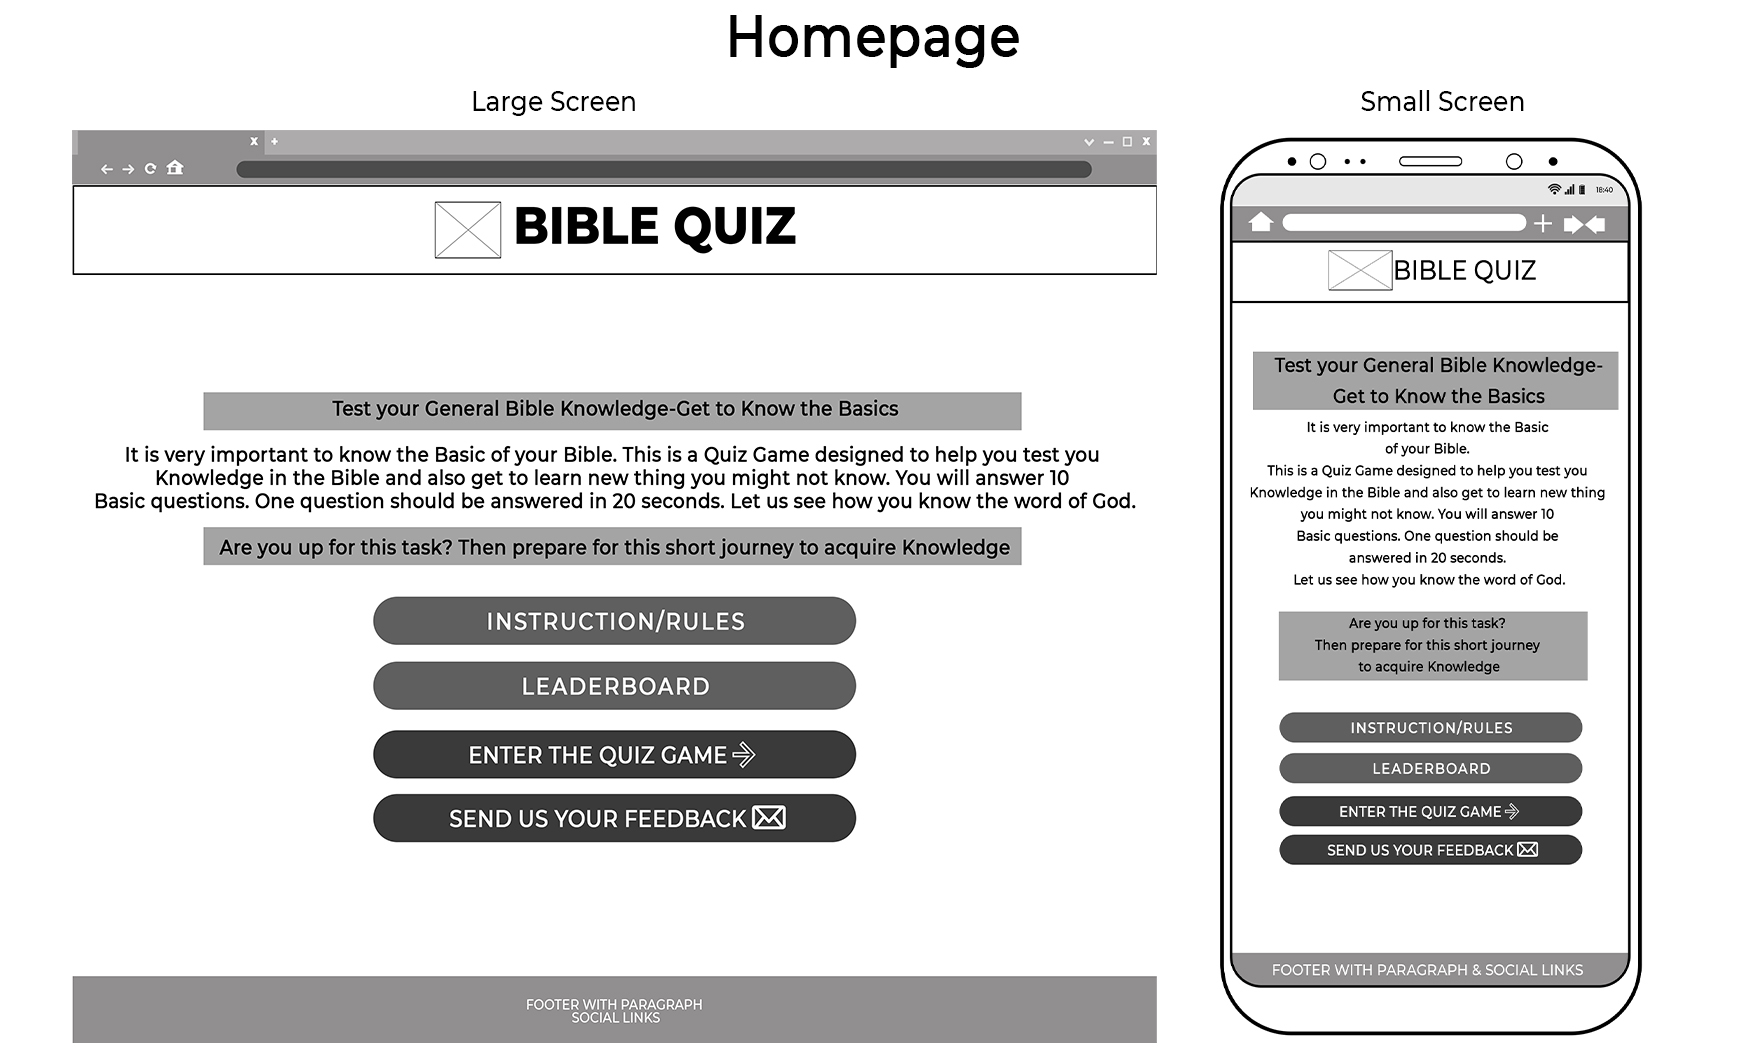 Homepage
Large Screen
Small Screen
x +
x
BIBLE QUIZ
Test your General Bible Knowledge-Get to Know the Basics
It is very important to know the Basic of your Bible. This is a Quiz Game designed to help you test you
Knowledge in the Bible and also get to learn new thing you might not know. You will answer 10
Basic questions. One question should be answered in 20 seconds. Let us see how you know the word of God.
Are you up for this task? Then prepare for this short journey to acquire Knowledge
INSTRUCTION/RULES
LEADERBOARD
ENTER THE QUIZ GAME
SEND US YOUR FEEDBACK
FOOTER WITH PARAGRAPH
SOCIAL LINKS
18:40
BIBLE QUIZ
Test your General Bible Knowledge-
Get to Know the Basics
It is very important to know the Basic
of your Bible.
This is a Quiz Game designed to help you test you
Knowledge in the Bible and also get to learn new thing
you might not know. You will answer 10
Basic questions. One question should be
answered in 20 seconds.
Let us see how you know the word of God.
Are you up for this task?
Then prepare for this short journey
to acquire Knowledge
INSTRUCTION/RULES
LEADERBOARD
ENTER THE QUIZ GAME
SEND US YOUR FEEDBACK
FOOTER WITH PARAGRAPH & SOCIAL LINKS